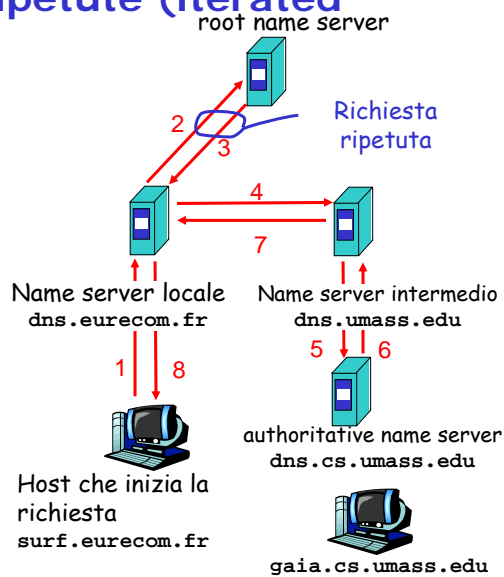 ripetute (iterated
root name server
Richiesta
ripetuta
2
3
4
7
Name server locale
dns.eurecom.fr
Name server intermedio
dns.umass.edu
1
8
5
6
authoritative name server
dns.cs.umass.edu
Host che inizia la
richiesta
surf.eurecom.fr
gaia.cs.umass.edu